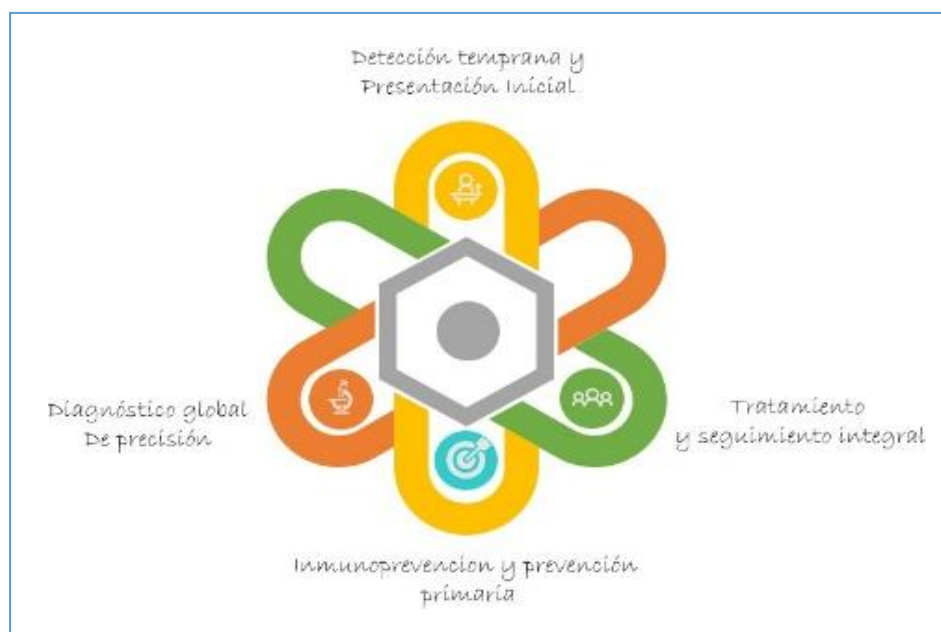 Detección temprana y
Presentación Inicial
Diagnóstico global
De precisión
Tratamiento
y seguimiento integral
Inmunoprevencion y prevención
primaria